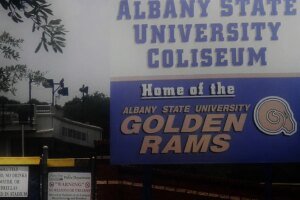 ALBANY STATE
UNIVERSITY
COLISEUM
Home of the
ALBANY STATE UNIVERSITY
GOLDEN
RAMS
"WARNING"